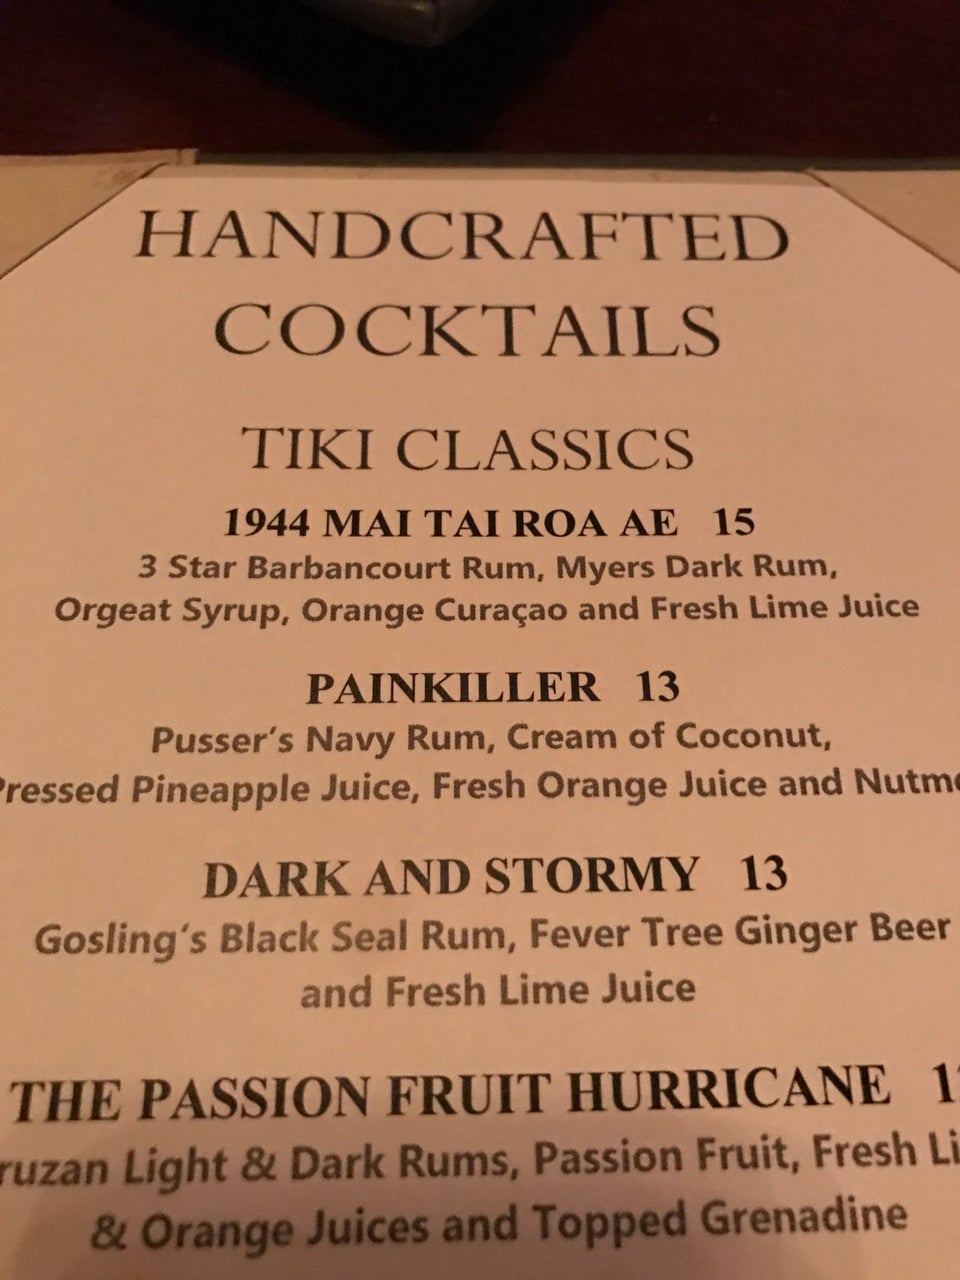 HANDCRAFTED
COCKTAILS
TIKI CLASSICS
1944 MAI TAI ROA AE 15
3 Star Barbancourt Rum, Myers Dark Rum,
Orgeat Syrup, Orange Curaçao and Fresh Lime Juice
PAINKILLER 13
Pusser's Navy Rum, Cream of Coconut,
Pineapple Juice, Fresh Orange Juice and
DARK AND STORMY 13
Gosling's Black Seal Rum, Fever Tree Ginger Beer
and Fresh Lime Juice
THE PASSION FRUIT HURRICANE
Light & Dark Rums, Passion Fruit, Fresh
& Orange Juices and Topped Grenadine